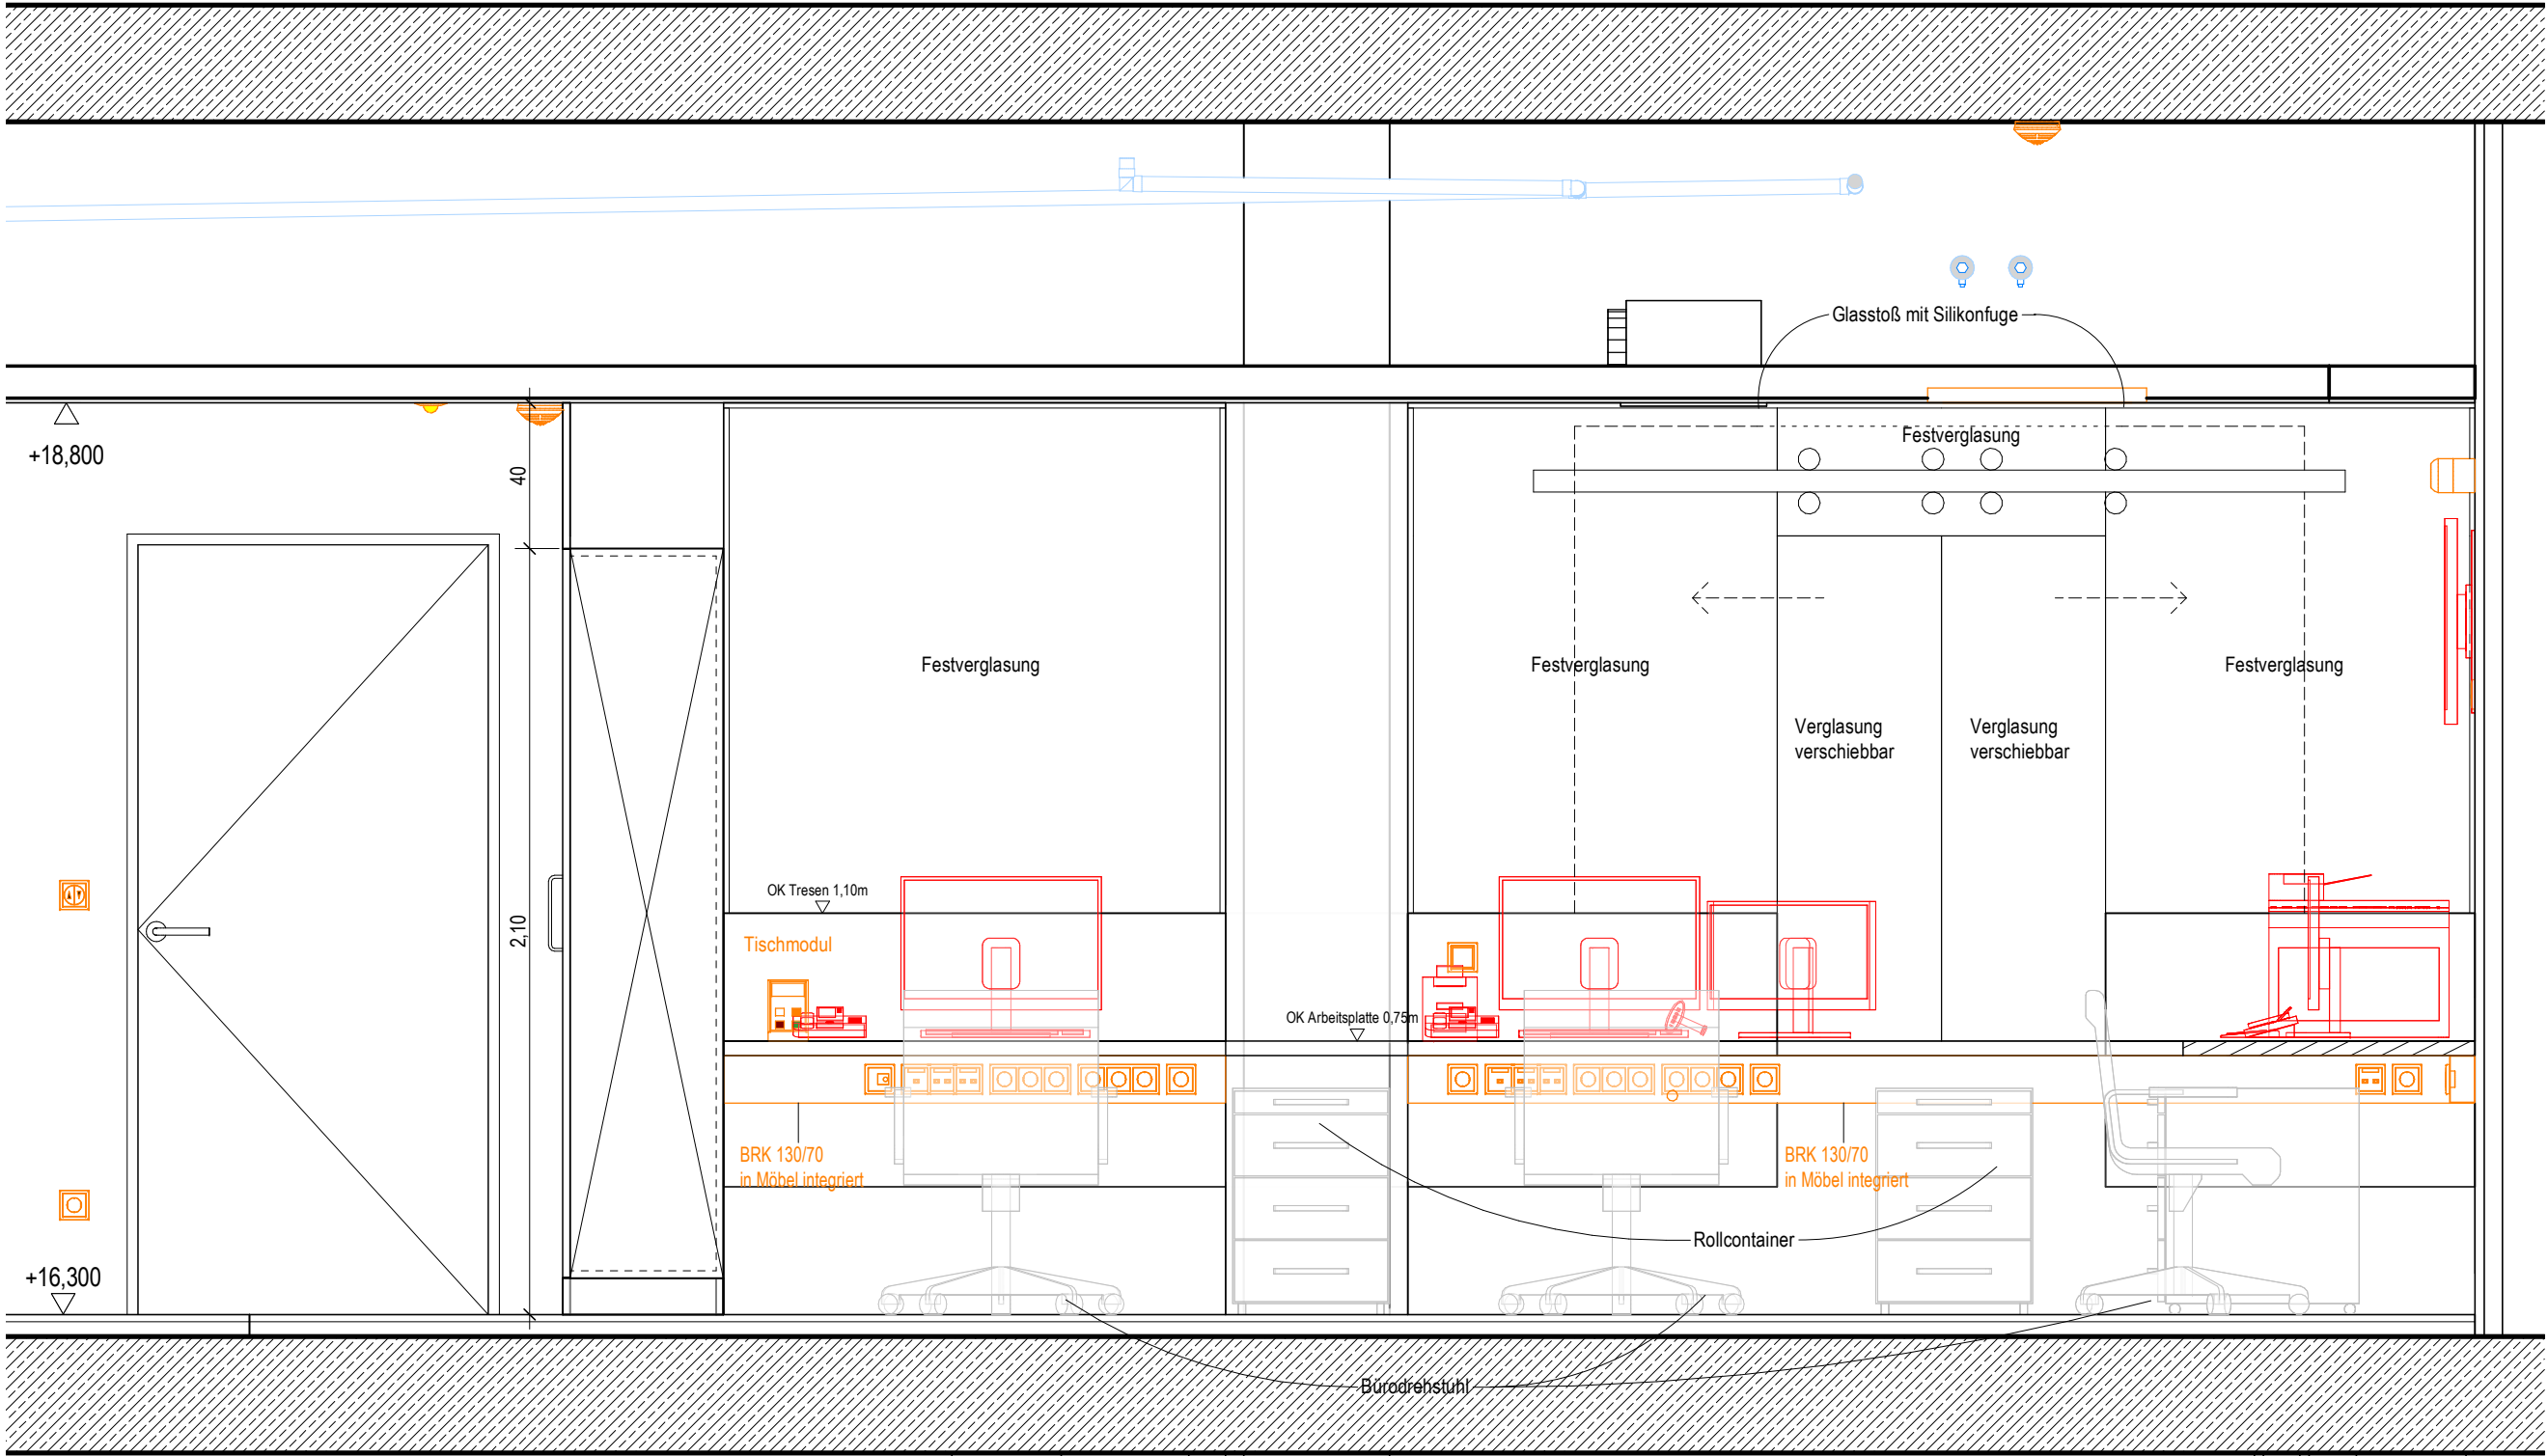 Glasstoß mit Silikonfuge
+18,800
Festverglasung
40
Festverglasung
Festverglasung
Festverglasung
Verglasung
verschiebbar
Verglasung
verschiebbar
OK Tresen 1,10m
2,10
Tischmodul
OK Arbeitsplatte 0,75m
BRK 130/70
in Möbel integriert
BRK 130/70
in Möbel integriert
Rollcontainer
+16,300
Bürodrehstuhl